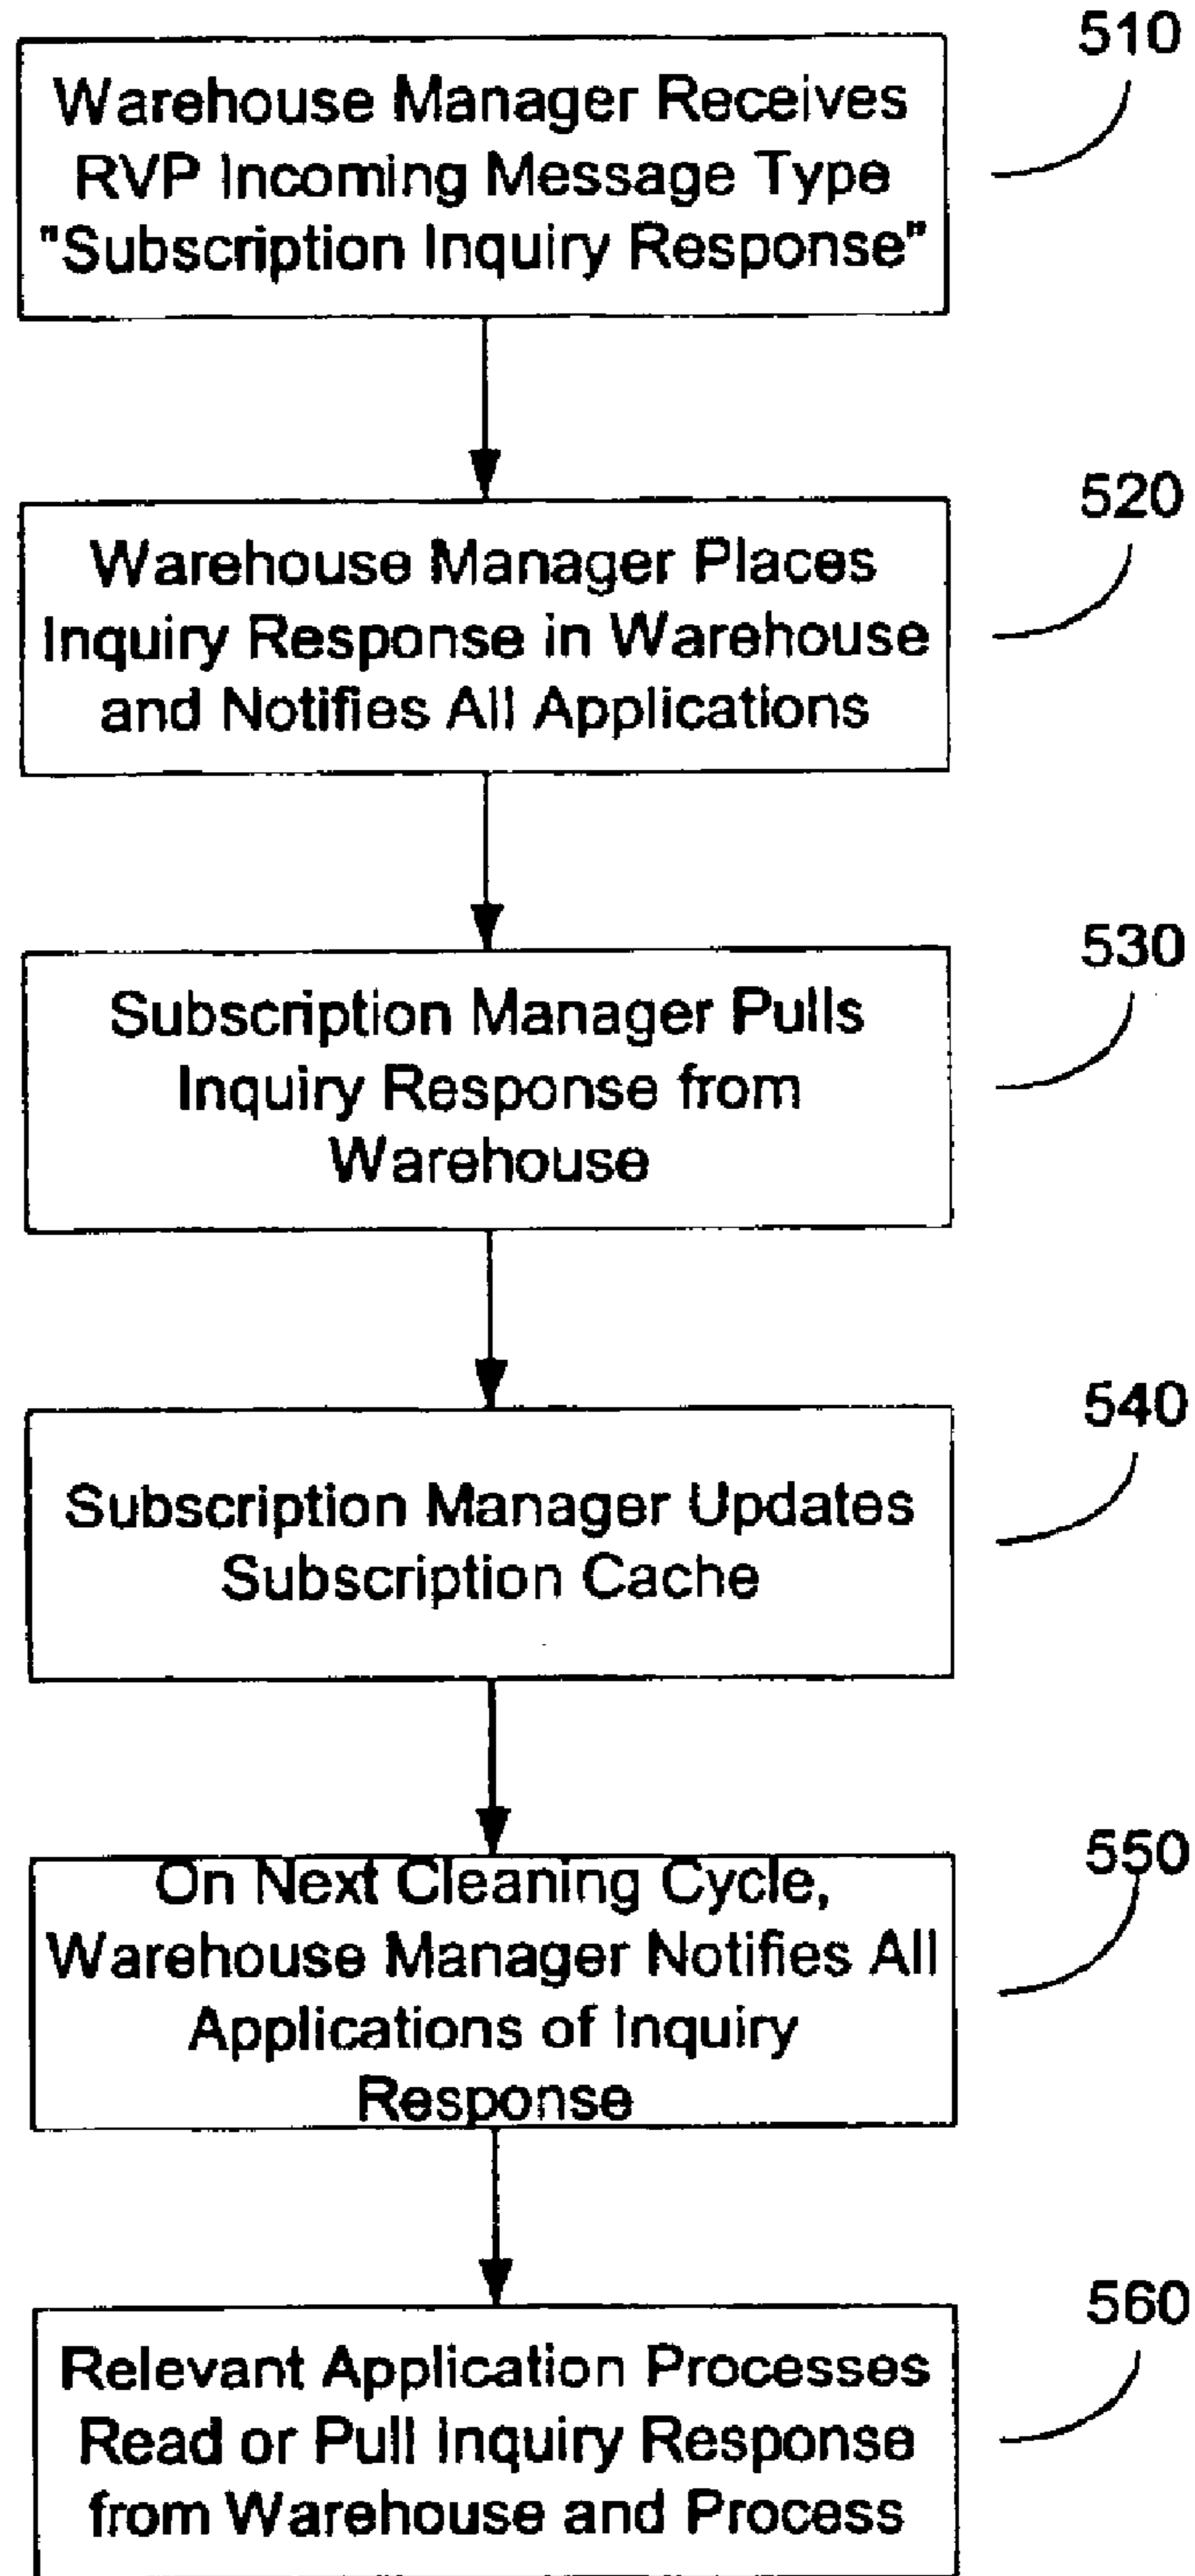 510
Warehouse Manager Receives
RVP Incoming Message Type
"Subscription Inquiry Response"
520
Warehouse Manager Places
Inquiry Response in Warehouse
and Notifies All Applications
530
Subscription Manager Pulls
Inquiry Response from
Warehouse
540
Subscription Manager Updates
Subscription Cache
550
On Next Cleaning Cycle,
Warehouse Manager Notifies All
Applications of Inquiry
Response
560
Relevant Application Processes
Read or Pull Inquiry Response
from Warehouse and Process